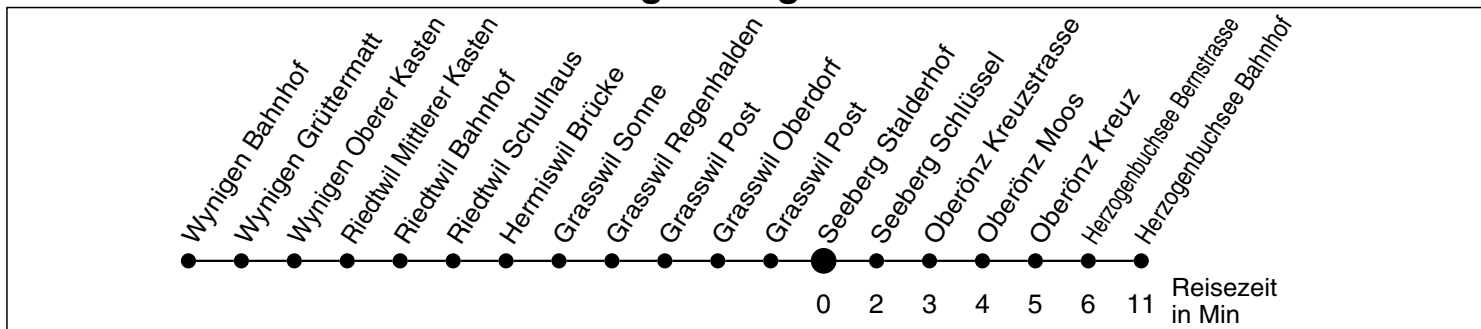 Wynigen Bahnhof
Wynigen Grüttermatt
Wynigen Oberer Kasten
Riedtwil Mittlerer Kasten
Riedtwil Bahnhof
Riedtwil Schulhaus
Hermiswil Brücke
Grasswil Sonne
Grasswil Regenhalden
Grasswil Post
Grasswil Oberdorf
Grasswil Post
Seeberg Stalderhof
Seeberg Schlüssel
Oberönz Kreuzstrasse
Oberönz Moos
Oberönz Kreuz
Herzogenbuchsee Bernstrasse
Herzogenbuchsee Bahnhof
0 2 3 4 5 6 11 Reisezeit
in Min